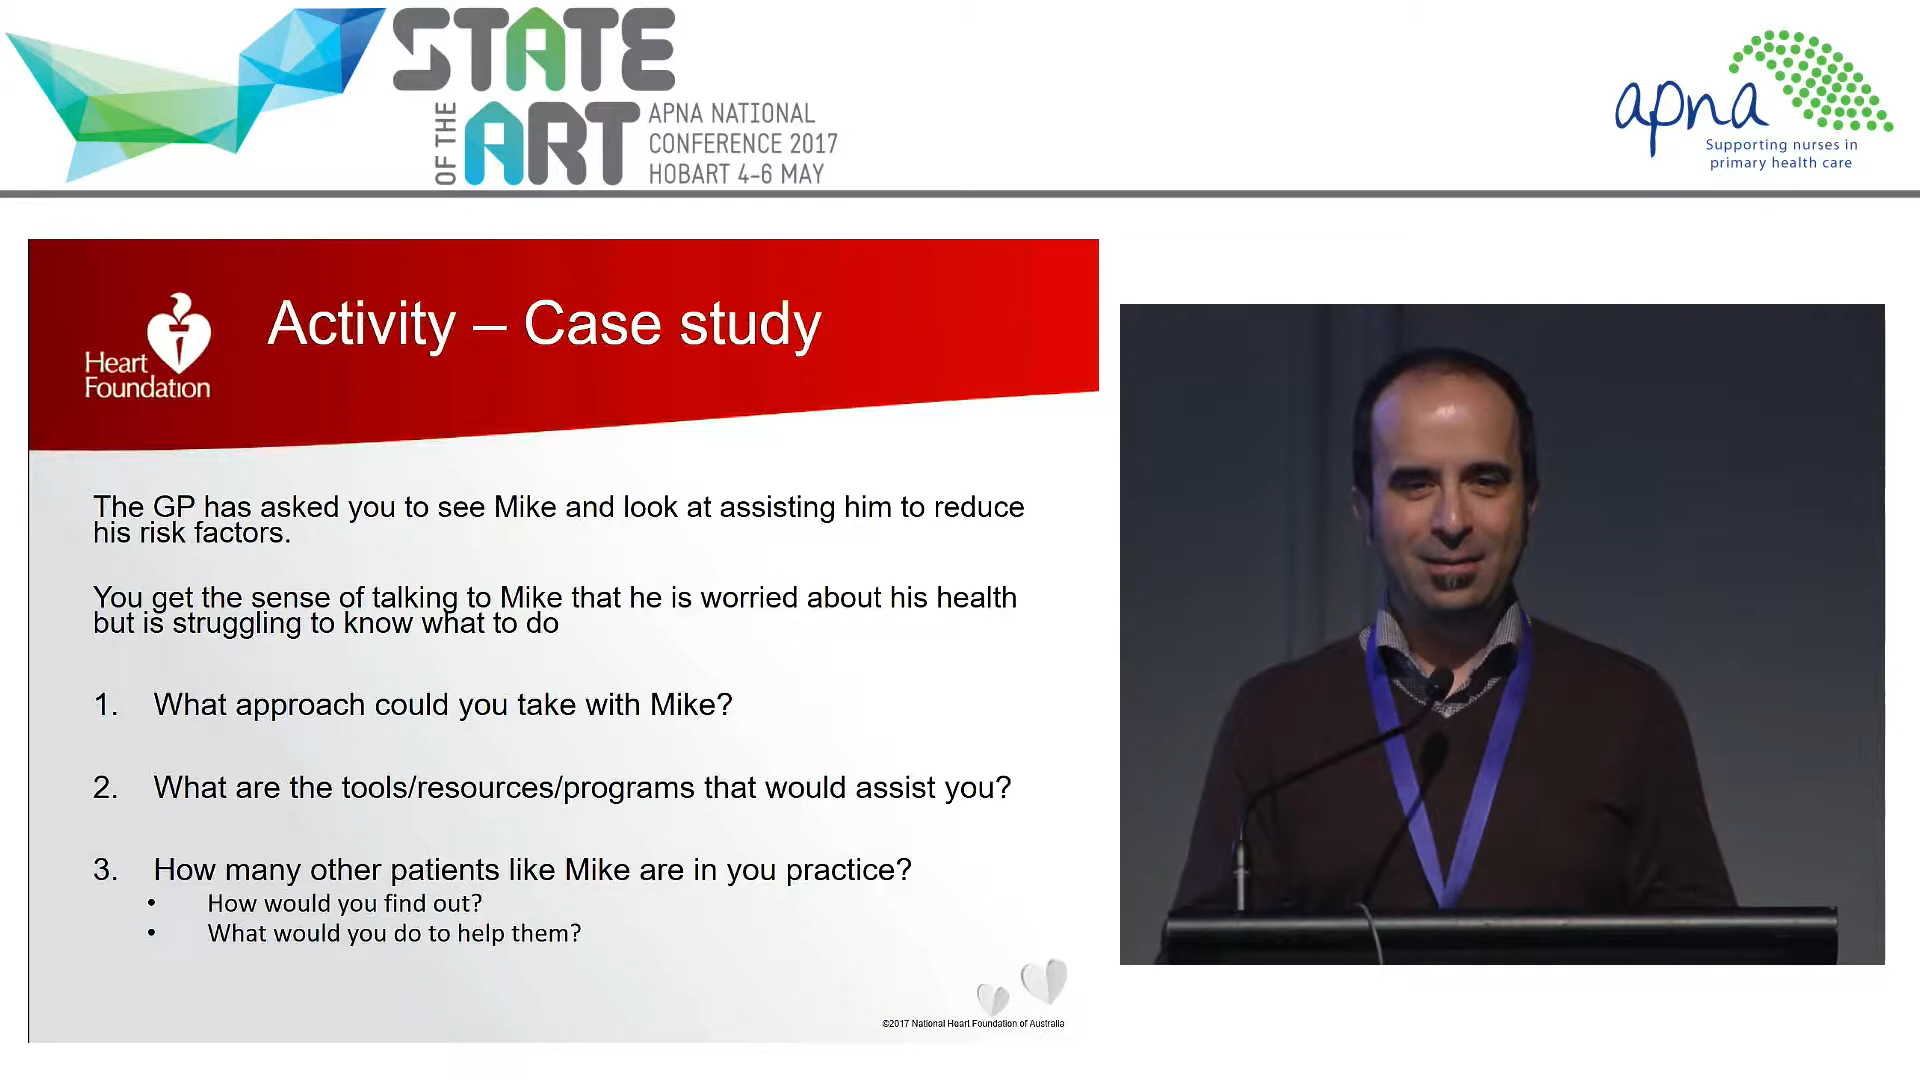 STATE
OF THE
ART
APNA NATIONAL
CONFERENCE 2017
HOBART 4-6 MAY
apna
Supporting nurses in
primary health care
Heart
Foundation
Activity – Case study
The GP has asked you to see Mike and look at assisting him to reduce
his risk factors.
You get the sense of talking to Mike that he is worried about his health
but is struggling to know what to do
1. What approach could you take with Mike?
2. What are the tools/resources/programs that would assist you?
3. How many other patients like Mike are in you practice?
• How would you find out?
• What would you do to help them?
©2017 National Heart Foundation of Australia